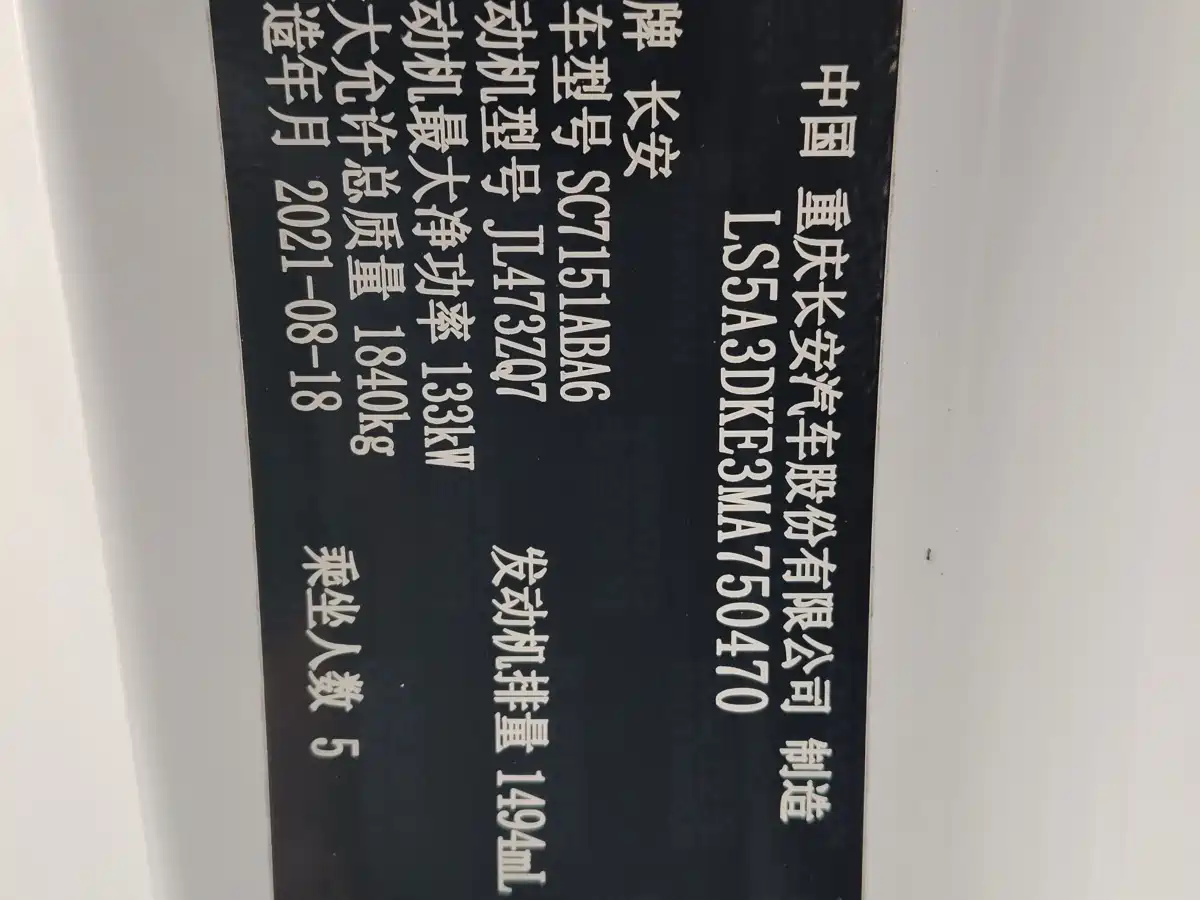 中国 重庆长安汽车股份有限公司 制造
LS5A3DKE3MA750470
牌 长安
车型号 SC7151ABA6
动机型号 JL473ZQ7 发动机排量 1494mL
动机最大净功率 133kW
大允许总质量 1840kg
造年月 2021-08-18 乘坐人数 5